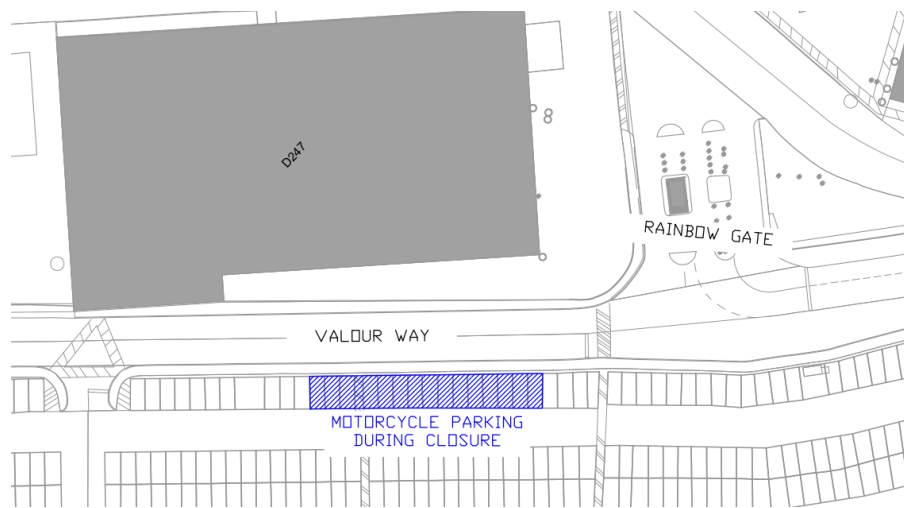 D247
RAINBOW GATE
VALOUR WAY
MOTORCYCLE PARKING
DURING CLOSURE